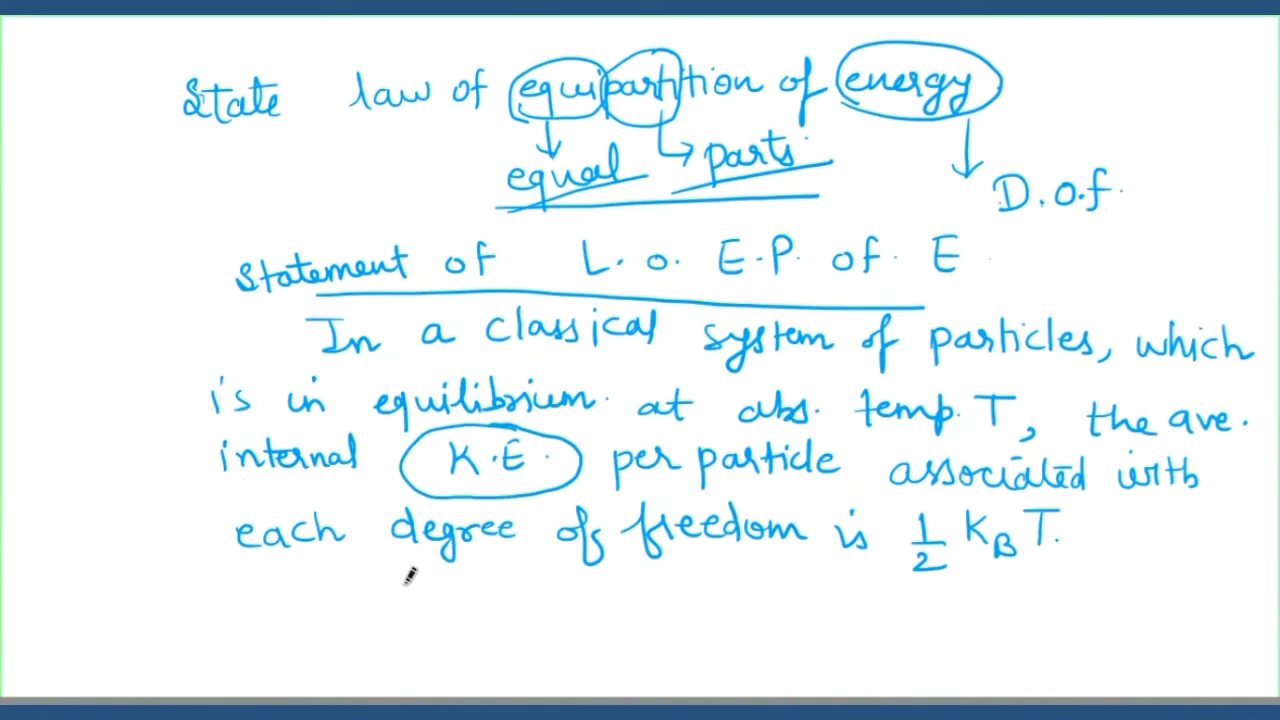 State law of equipartition of energy
equal parts
D.o.f.
Statement of L. o. E.P. of E
In a classical system of particles, which
is in equilibrium at abs. temp. T, the ave.
internal K.E. per particle associated with
each degree of freedom is 1/2 KB T.